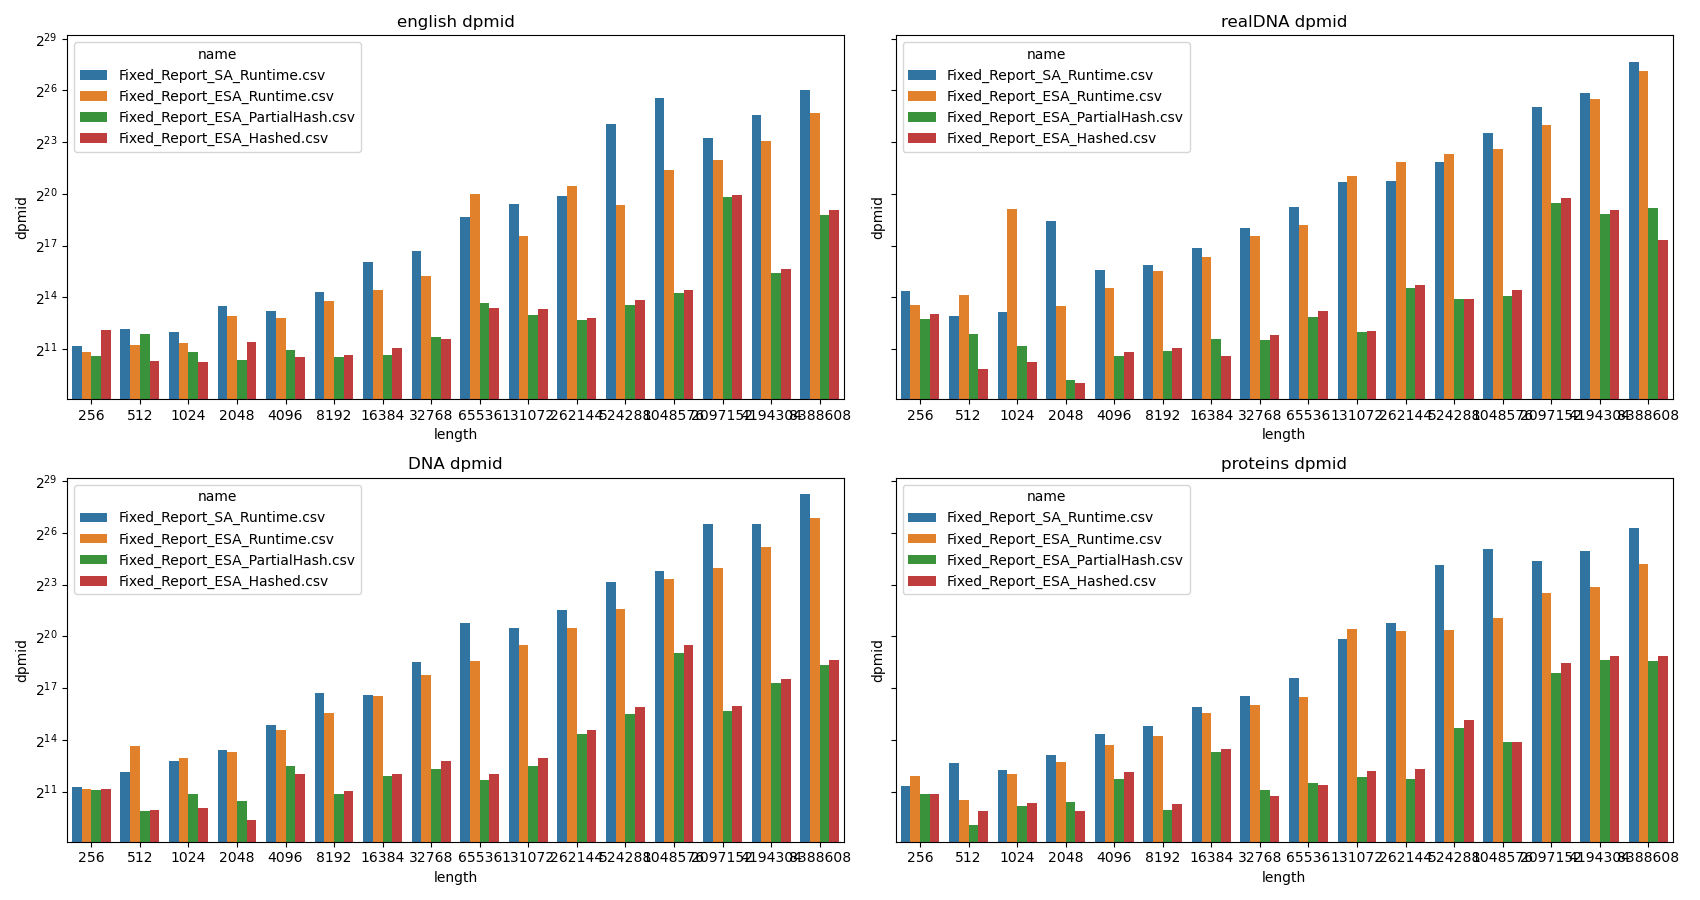 english dpmid
dpmid
2^29
2^26
2^23
2^20
2^17
2^14
2^11
name
Fixed_Report_SA_Runtime.csv
Fixed_Report_ESA_Runtime.csv
Fixed_Report_ESA_PartialHash.csv
Fixed_Report_ESA_Hashed.csv
256 512 1024 2048 4096 8192 16384 32768 65536 131072 262144 524288 1048576 2097152 4194304 8388608
length
realDNA dpmid
dpmid
name
Fixed_Report_SA_Runtime.csv
Fixed_Report_ESA_Runtime.csv
Fixed_Report_ESA_PartialHash.csv
Fixed_Report_ESA_Hashed.csv
256 512 1024 2048 4096 8192 16384 32768 65536 131072 262144 524288 1048576 2097152 4194304 8388608
length
DNA dpmid
dpmid
2^29
2^26
2^23
2^20
2^17
2^14
2^11
name
Fixed_Report_SA_Runtime.csv
Fixed_Report_ESA_Runtime.csv
Fixed_Report_ESA_PartialHash.csv
Fixed_Report_ESA_Hashed.csv
256 512 1024 2048 4096 8192 16384 32768 65536 131072 262144 524288 1048576 2097152 4194304 8388608
length
proteins dpmid
dpmid
name
Fixed_Report_SA_Runtime.csv
Fixed_Report_ESA_Runtime.csv
Fixed_Report_ESA_PartialHash.csv
Fixed_Report_ESA_Hashed.csv
256 512 1024 2048 4096 8192 16384 32768 65536 131072 262144 524288 1048576 2097152 4194304 8388608
length